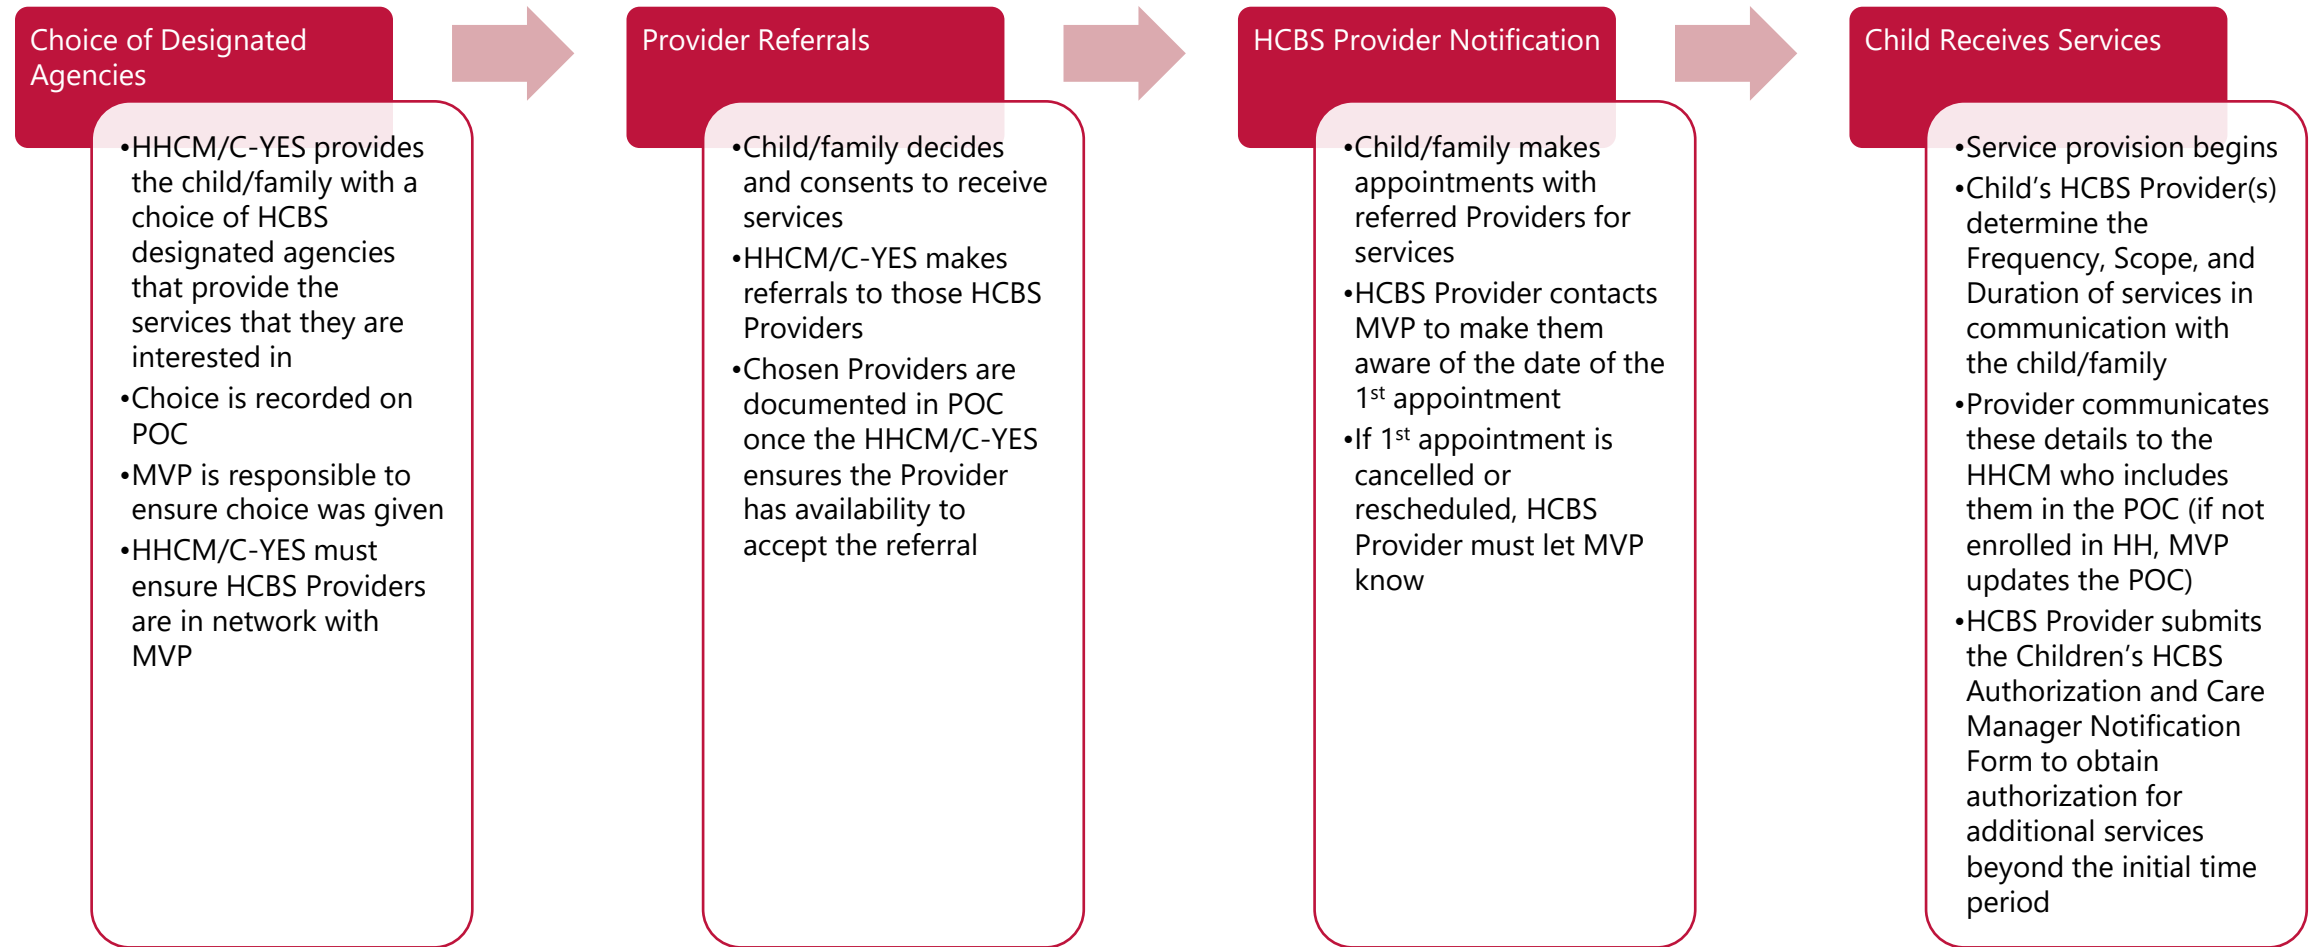 Choice of Designated
Agencies
•HHCM/C-YES provides
the child/family with a
choice of HCBS
designated agencies
that provide the
services that they are
interested in
•Choice is recorded on
POC
•MVP is responsible to
ensure choice was given
•HHCM/C-YES must
ensure HCBS Providers
are in network with
MVP
Provider Referrals
•Child/family decides
and consents to receive
services
•HHCM/C-YES makes
referrals to those HCBS
Providers
•Chosen Providers are
documented in POC
once the HHCM/C-YES
ensures the Provider
has availability to
accept the referral
HCBS Provider Notification
•Child/family makes
appointments with
referred Providers for
services
•HCBS Provider contacts
MVP to make them
aware of the date of the
1st appointment
•If 1st appointment is
cancelled or
rescheduled, HCBS
Provider must let MVP
know
Child Receives Services
•Service provision begins
•Child’s HCBS Provider(s)
determine the
Frequency, Scope, and
Duration of services in
communication with
the child/family
•Provider communicates
these details to the
HHCM who includes
them in the POC (if not
enrolled in HH, MVP
updates the POC)
•HCBS Provider submits
the Children’s HCBS
Authorization and Care
Manager Notification
Form to obtain
authorization for
additional services
beyond the initial time
period